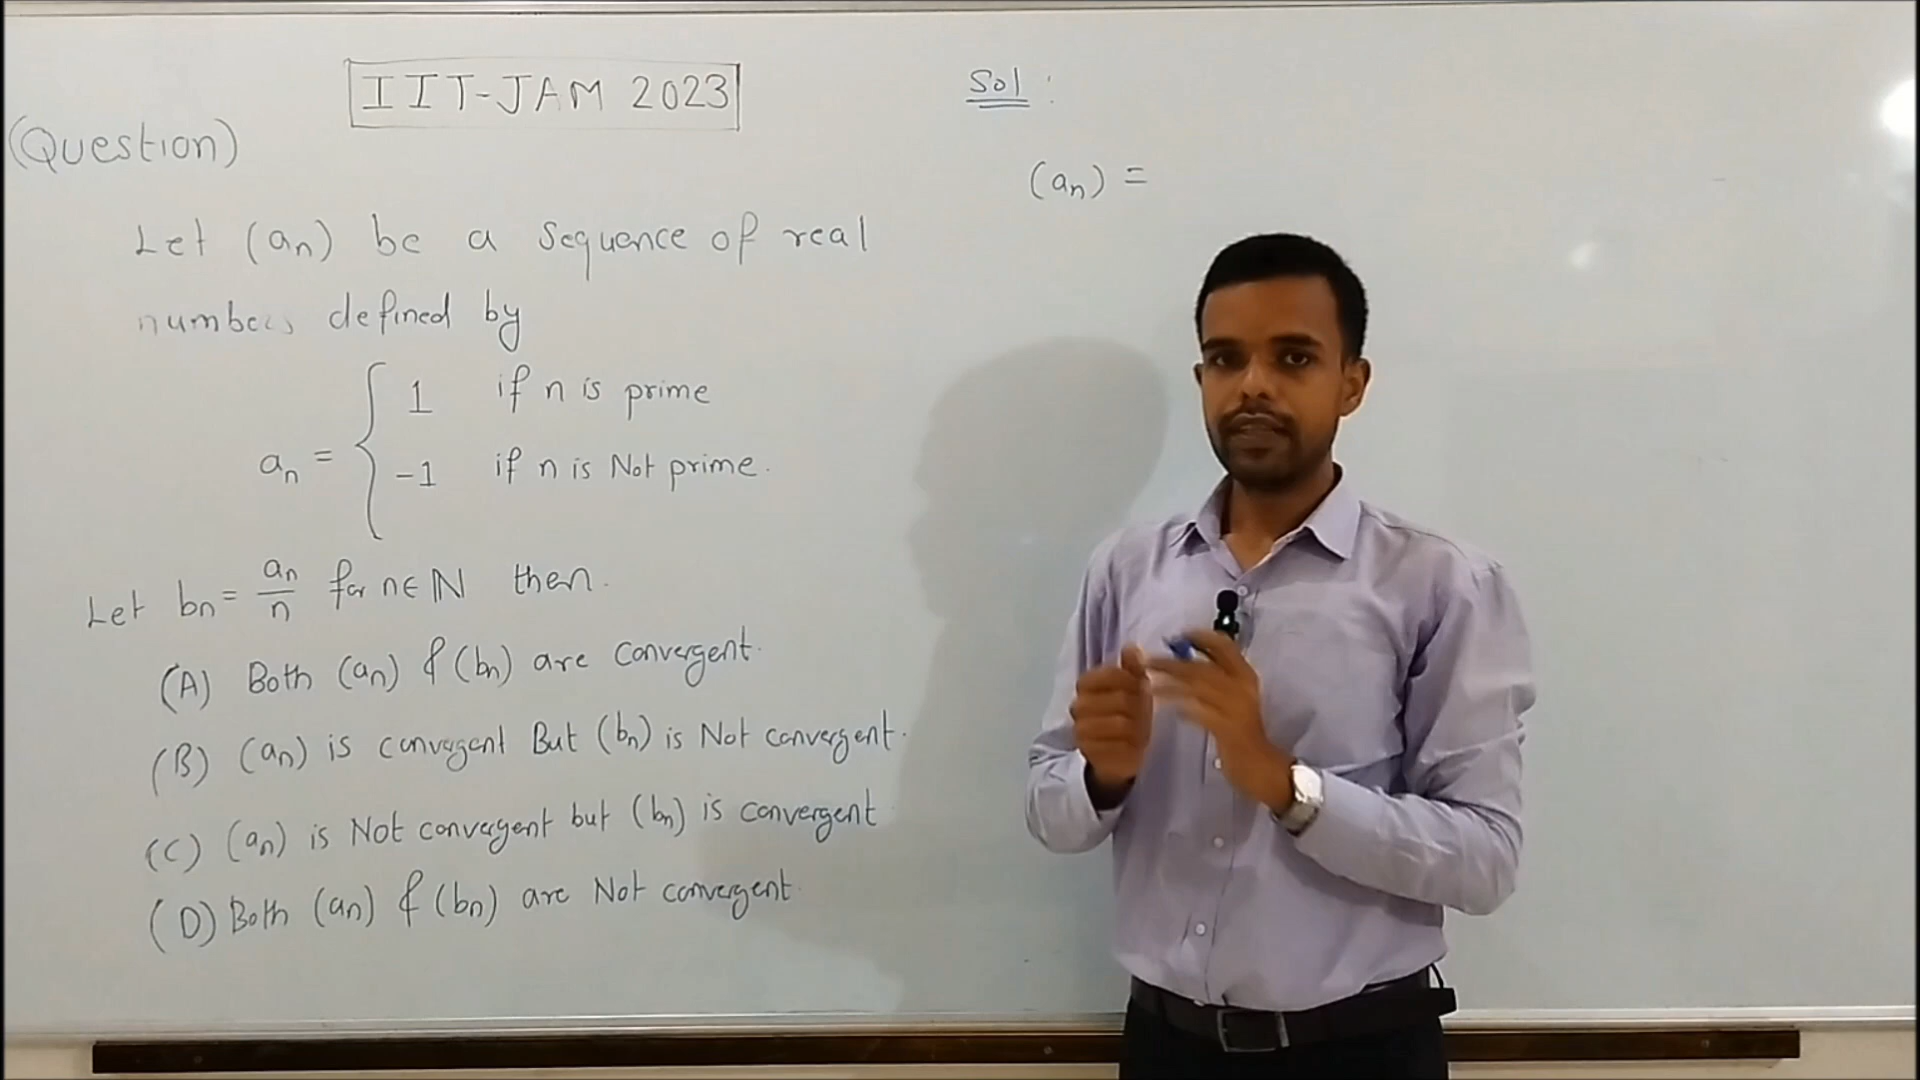 IIT-JAM 2023
(Question)
Let (aₙ) be a sequence of real
numbers defined by
aₙ = { 1 if n is prime
-1 if n is Not prime.
Let bₙ = aₙ/n for n∈ℕ then.
(A) Both (aₙ) & (bₙ) are convergent.
(B) (aₙ) is convergent But (bₙ) is Not convergent.
(C) (aₙ) is Not convergent but (bₙ) is convergent
(D) Both (aₙ) & (bₙ) are Not convergent.
Sol :
(aₙ) =